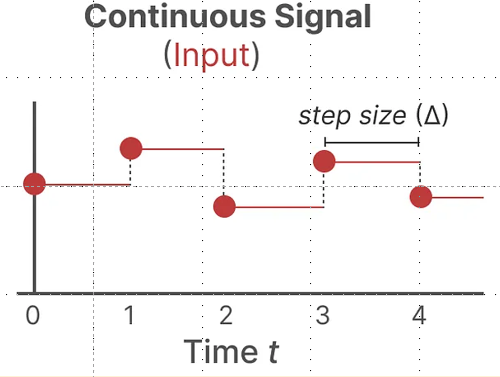 Continuous Signal
(Input)
step size (Δ)
0 1 2 3 4
Time t